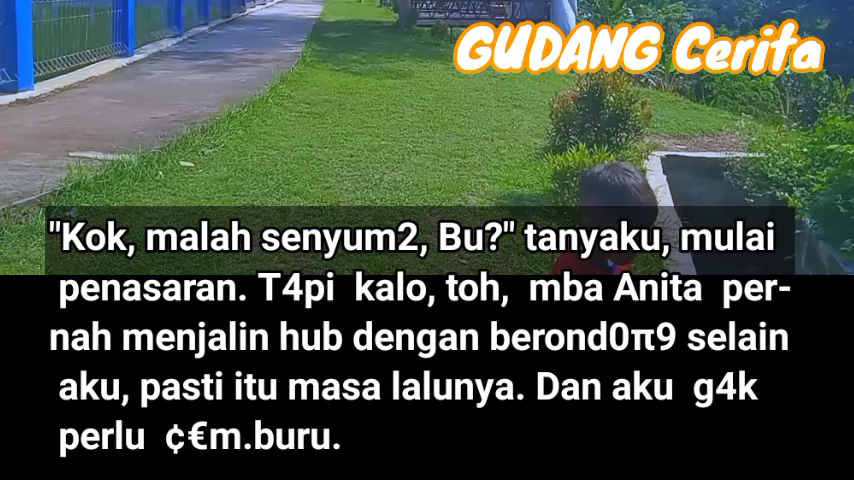 GUDANG Cerita
"Kok, malah senyum2, Bu?" tanyaku, mulai
penasaran. T4pi kalo, toh, mba Anita per-
nah menjalin hub dengan berond0π9 selain
aku, pasti itu masa lalunya. Dan aku g4k
perlu ¢€m.buru.